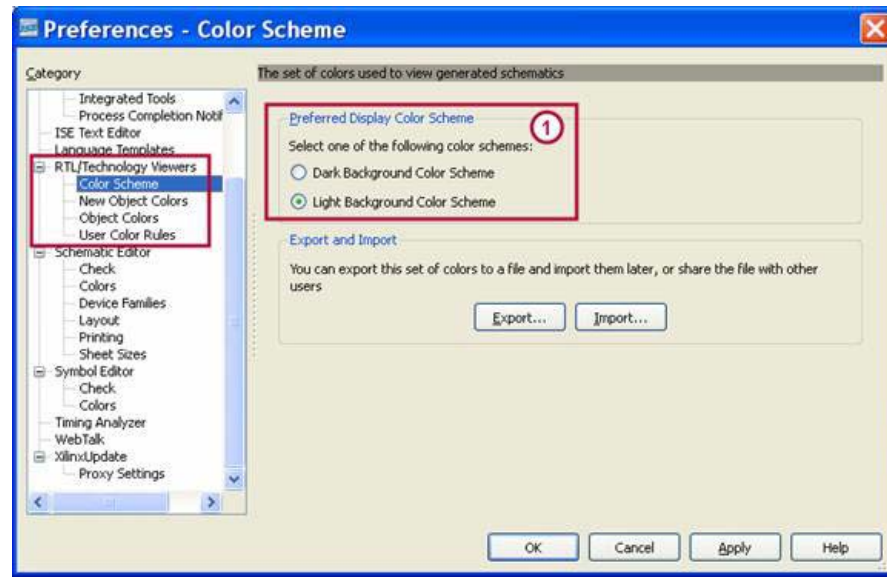 Preferences - Color Scheme
Category
Integrated Tools
Process Completion Notif
ISE Text Editor
Language Templates
RTL/Technology Viewers
Color Scheme
New Object Colors
Object Colors
User Color Rules
Schematic Editor
Check
Colors
Device Families
Layout
Printing
Sheet Sizes
Symbol Editor
Check
Colors
Timing Analyzer
WebTalk
XilinxUpdate
Proxy Settings
The set of colors used to view generated schematics
Preferred Display Color Scheme
1
Select one of the following color schemes:
Dark Background Color Scheme
Light Background Color Scheme
Export and Import
You can export this set of colors to a file and import them later, or share the file with other
users
Export...
Import...
OK
Cancel
Apply
Help